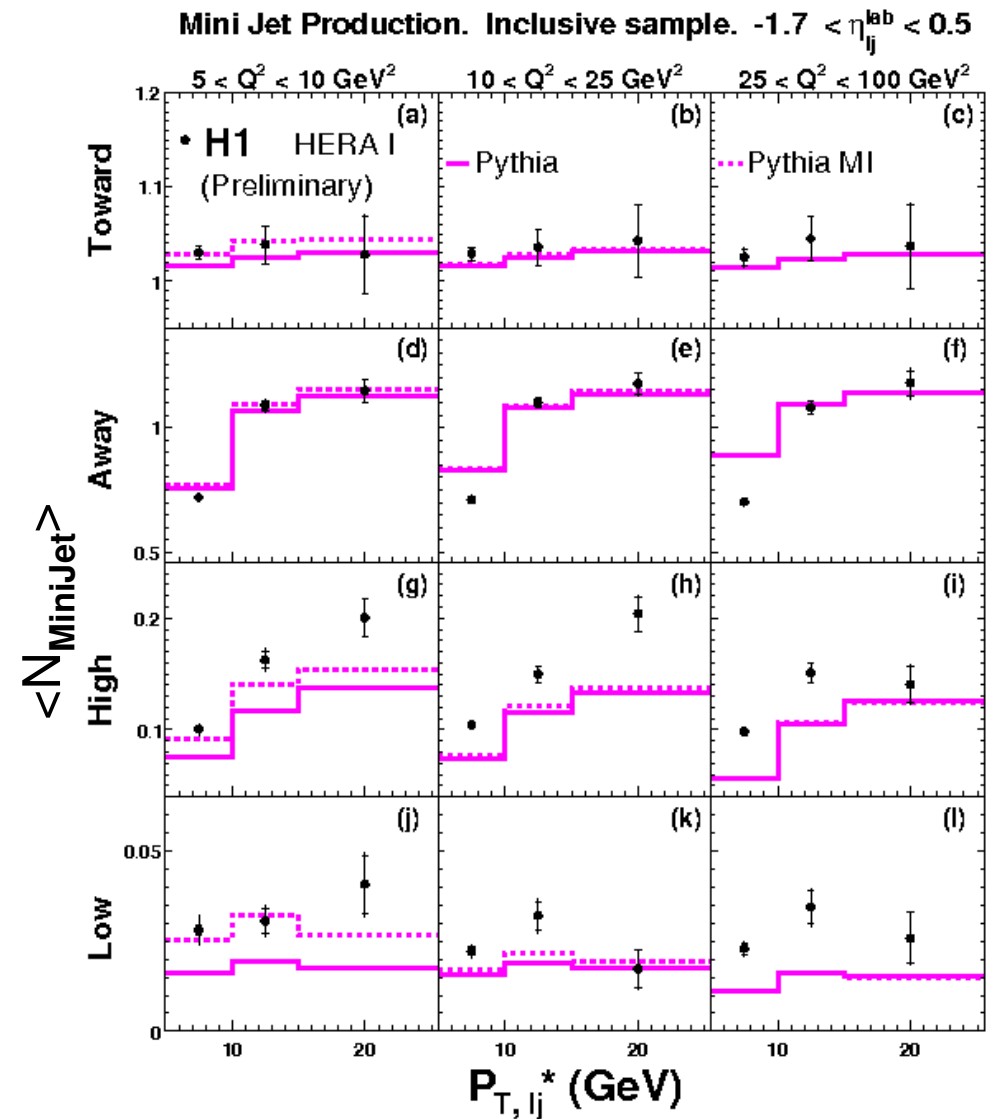 Mini Jet Production. Inclusive sample. -1.7 < η_lj^lab < 0.5
5 < Q² < 10 GeV² 10 < Q² < 25 GeV² 25 < Q² < 100 GeV²
1.2 (a) (b) (c)
H1 HERA I Pythia Pythia MI
(Preliminary)
1.1
Toward
1
(d) (e) (f)
1
Away
0.5
<N_MiniJet>
(g) (h) (i)
0.2
High
0.1
(j) (k) (l)
0.05
Low
0
10 20 10 20 10 20
P_T, lj* (GeV)